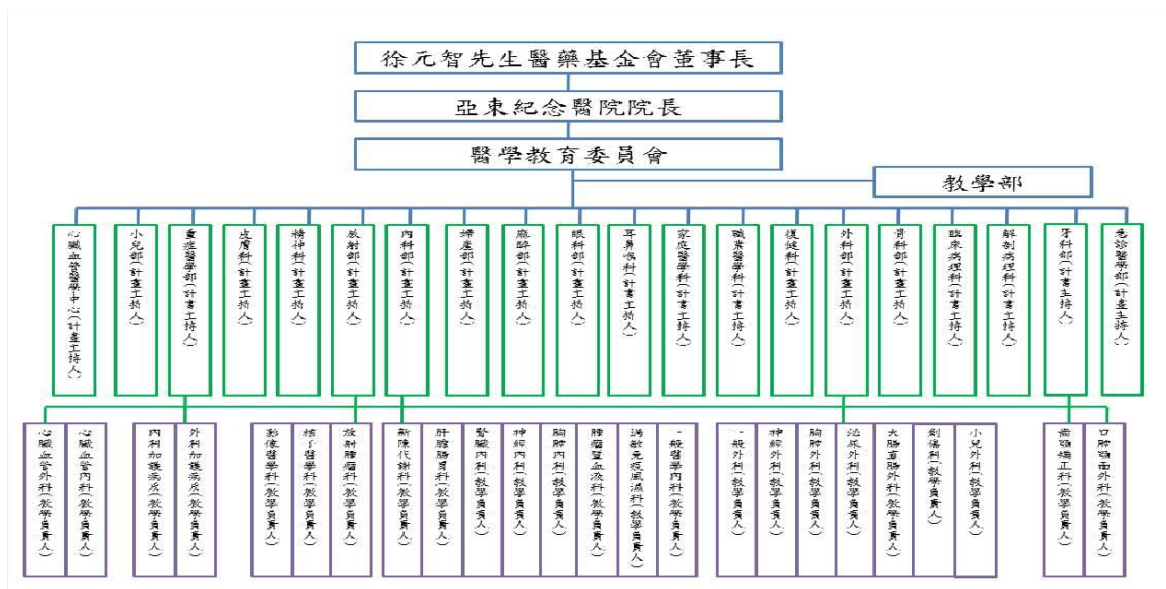 徐元智先生醫藥基金會董事長
亞東紀念醫院院長
醫學教育委員會
教學部
心臟血管醫學中心(計畫主持人)
小兒部(計畫主持人)
重症醫學部(計畫主持人)
皮膚科(計畫主持人)
精神科(計畫主持人)
放射部(計畫主持人)
內科部(計畫主持人)
婦產部(計畫主持人)
麻醉部(計畫主持人)
眼科部(計畫主持人)
耳鼻喉科(計畫主持人)
家庭醫學科(計畫主持人)
職業醫學科(計畫主持人)
復健科(計畫主持人)
外科部(計畫主持人)
骨科部(計畫主持人)
臨床病理科(計畫主持人)
解剖病理科(計畫主持人)
牙科部(計畫主持人)
急診醫學部(計畫主持人)
心臟血管外科(教學負責人)
心臟血管內科(教學負責人)
內科加護病房(教學負責人)
外科加護病房(教學負責人)
影像醫學科(教學負責人)
核子醫學科(教學負責人)
放射腫瘤科(教學負責人)
新陳代謝科(教學負責人)
肝膽腸胃科(教學負責人)
腎臟內科(教學負責人)
神經內科(教學負責人)
胸腔內科(教學負責人)
腫瘤暨血液科(教學負責人)
過敏免疫風濕科(教學負責人)
一般醫學內科(教學負責人)
一般外科(教學負責人)
神經外科(教學負責人)
胸腔外科(教學負責人)
泌尿外科(教學負責人)
大腸直腸外科(教學負責人)
創傷科(教學負責人)
小兒外科(教學負責人)
齒顎矯正科(教學負責人)
口腔顎面外科(教學負責人)